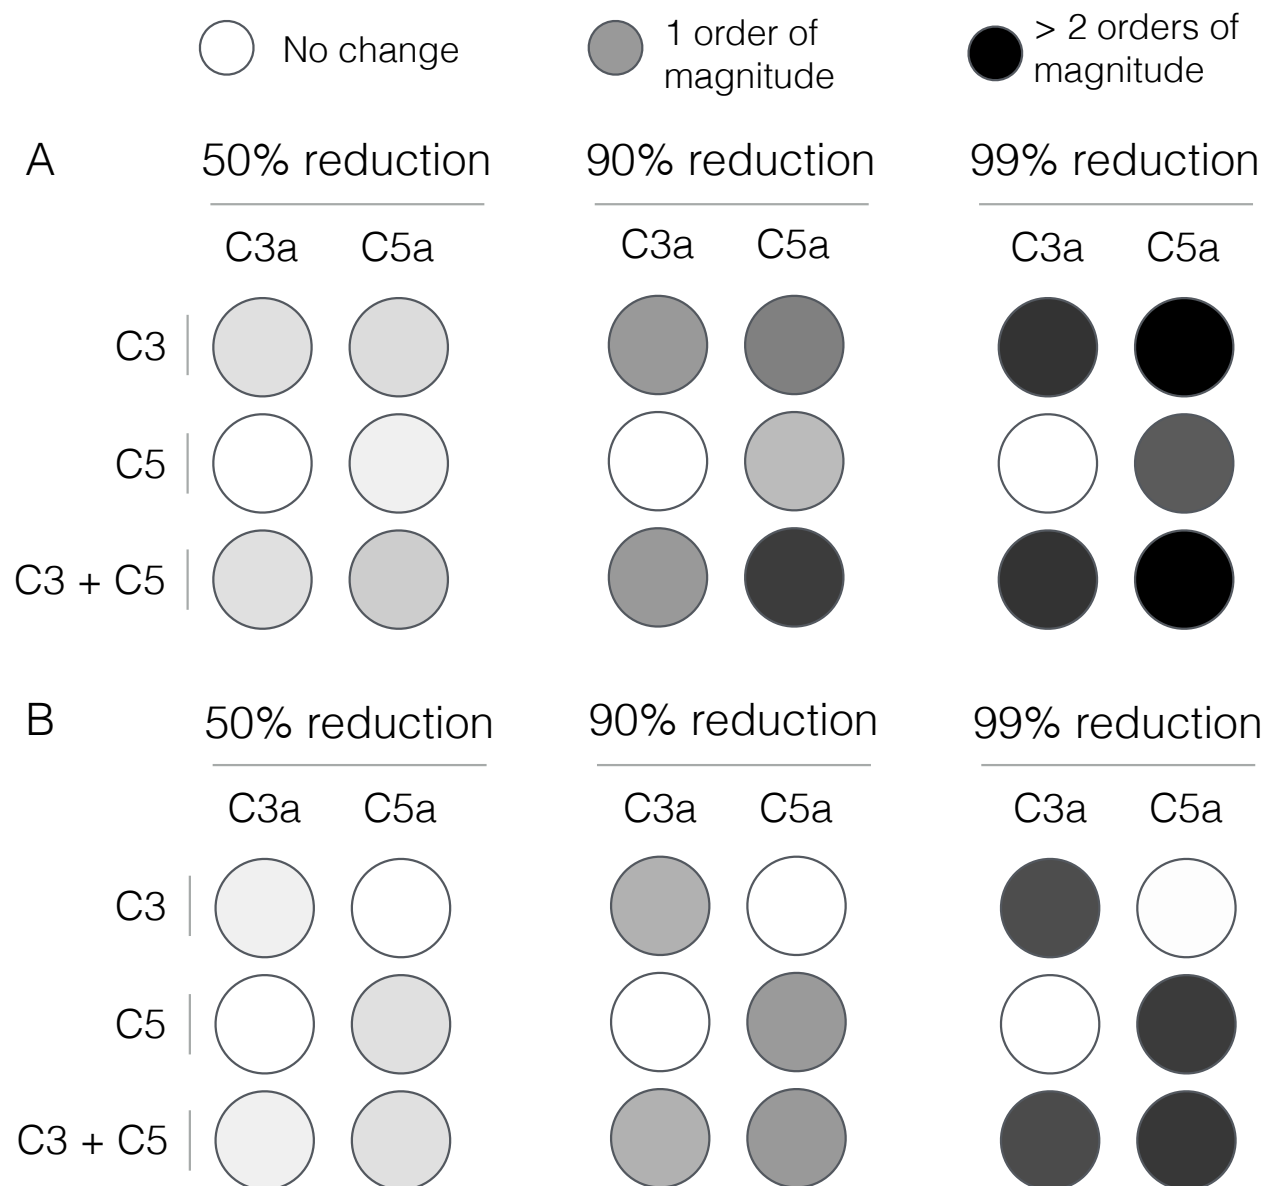 No change
1 order of
magnitude
> 2 orders of
magnitude
A
50% reduction
90% reduction
99% reduction
C3a C5a
C3a C5a
C3a C5a
C3
C5
C3 + C5
B
50% reduction
90% reduction
99% reduction
C3a C5a
C3a C5a
C3a C5a
C3
C5
C3 + C5